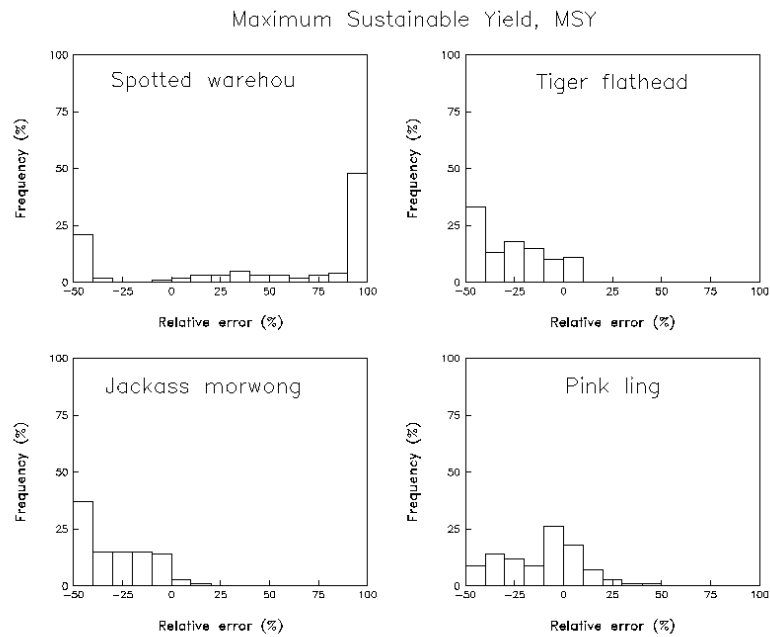 Maximum Sustainable Yield, MSY
Spotted warehou
Frequency (%)
100
75
50
25
0
−50 −25 0 25 50 75 100
Relative error (%)
Tiger flathead
Frequency (%)
100
75
50
25
0
−50 −25 0 25 50 75 100
Relative error (%)
Jackass morwong
Frequency (%)
100
75
50
25
0
−50 −25 0 25 50 75 100
Relative error (%)
Pink ling
Frequency (%)
100
75
50
25
0
−50 −25 0 25 50 75 100
Relative error (%)